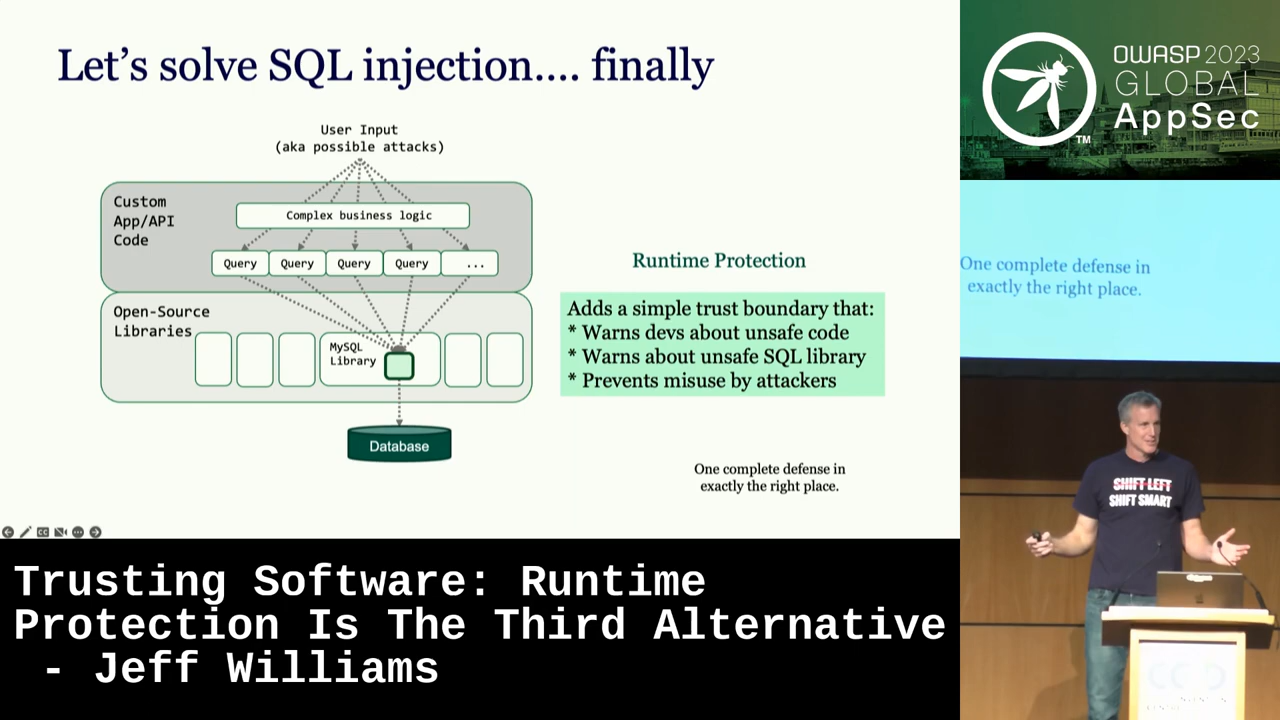 Let's solve SQL injection.... finally
User Input
(aka possible attacks)
Custom
App/API
Code
Complex business logic
Query
Query
Query
Query
...
Open-Source
Libraries
MySQL
Library
Database
Runtime Protection
Adds a simple trust boundary that:
* Warns devs about unsafe code
* Warns about unsafe SQL library
* Prevents misuse by attackers
One complete defense in
exactly the right place.
OWASP 2023
GLOBAL
AppSec
TM
One complete defense in
exactly the right place.
SHIFT LEFT
SHIFT SMART
Trusting Software: Runtime
Protection Is The Third Alternative
- Jeff Williams